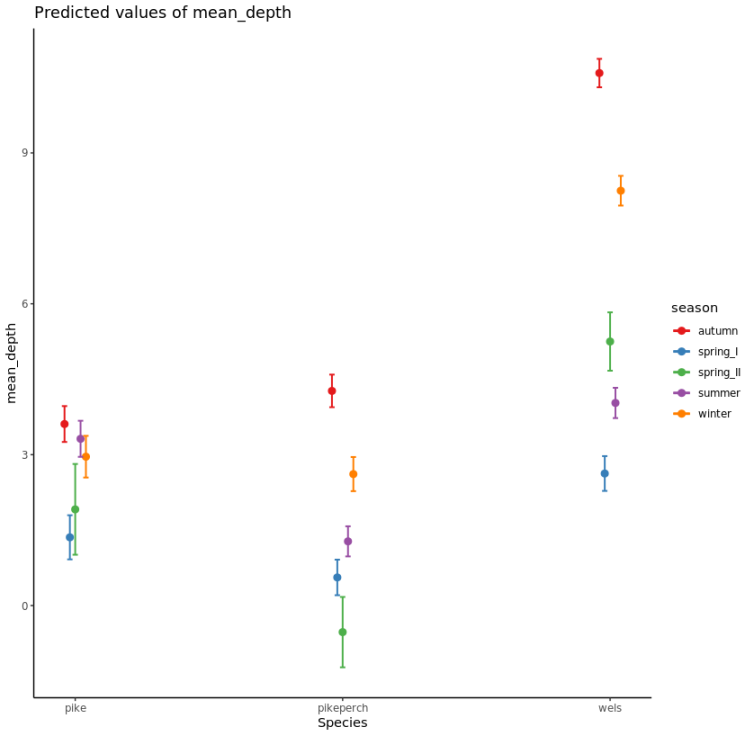 Predicted values of mean_depth
mean_depth
9
6
3
0
pike
pikeperch
wels
Species
season
autumn
spring_I
spring_II
summer
winter